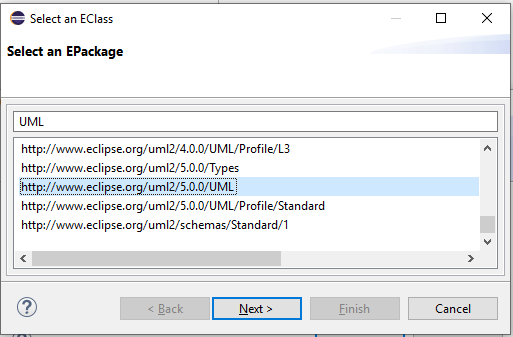 Select an EClass
Select an EPackage
UML
http://www.eclipse.org/uml2/4.0.0/UML/Profile/L3
http://www.eclipse.org/uml2/5.0.0/Types
http://www.eclipse.org/uml2/5.0.0/UML
http://www.eclipse.org/uml2/5.0.0/UML/Profile/Standard
http://www.eclipse.org/uml2/schemas/Standard/1
? < Back Next > Finish Cancel